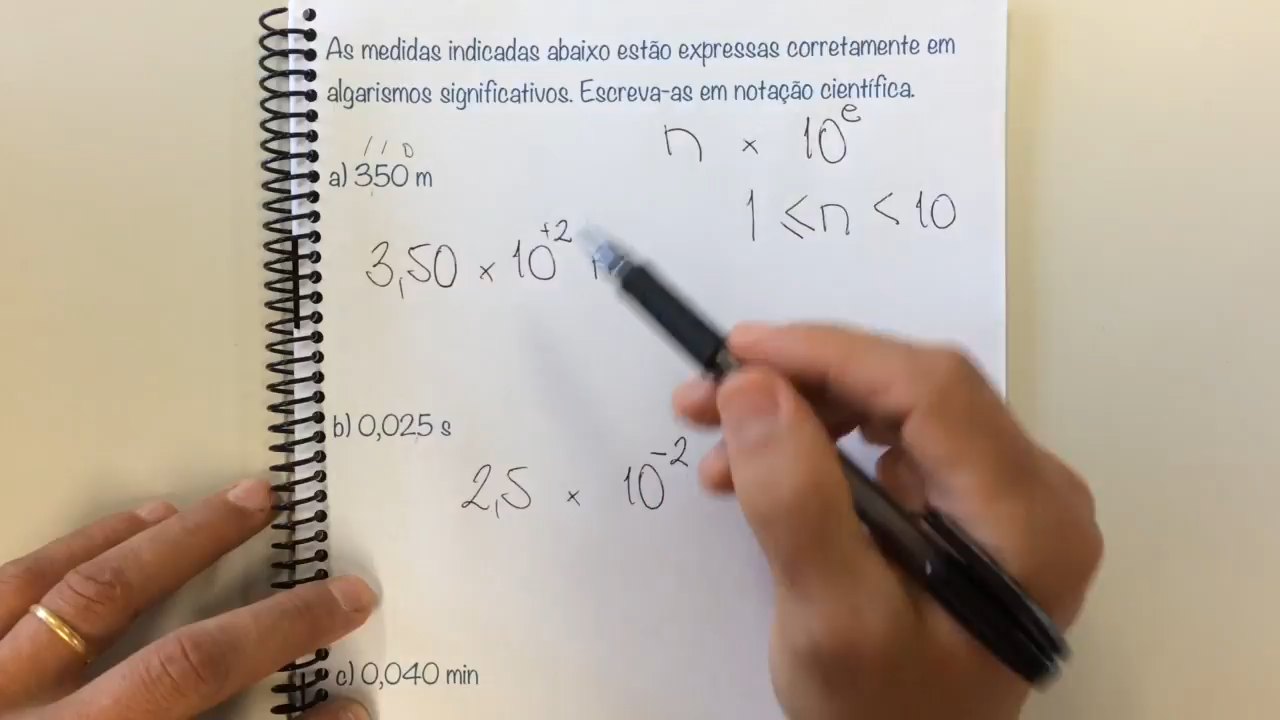 As medidas indicadas abaixo estão expressas corretamente em
algarismos significativos. Escreva-as em notação científica.
n × 10^e
1 ≤ n < 10
a) 350 m
3,50 × 10^+2
b) 0,025 s
2,5 × 10^-2
c) 0,040 min